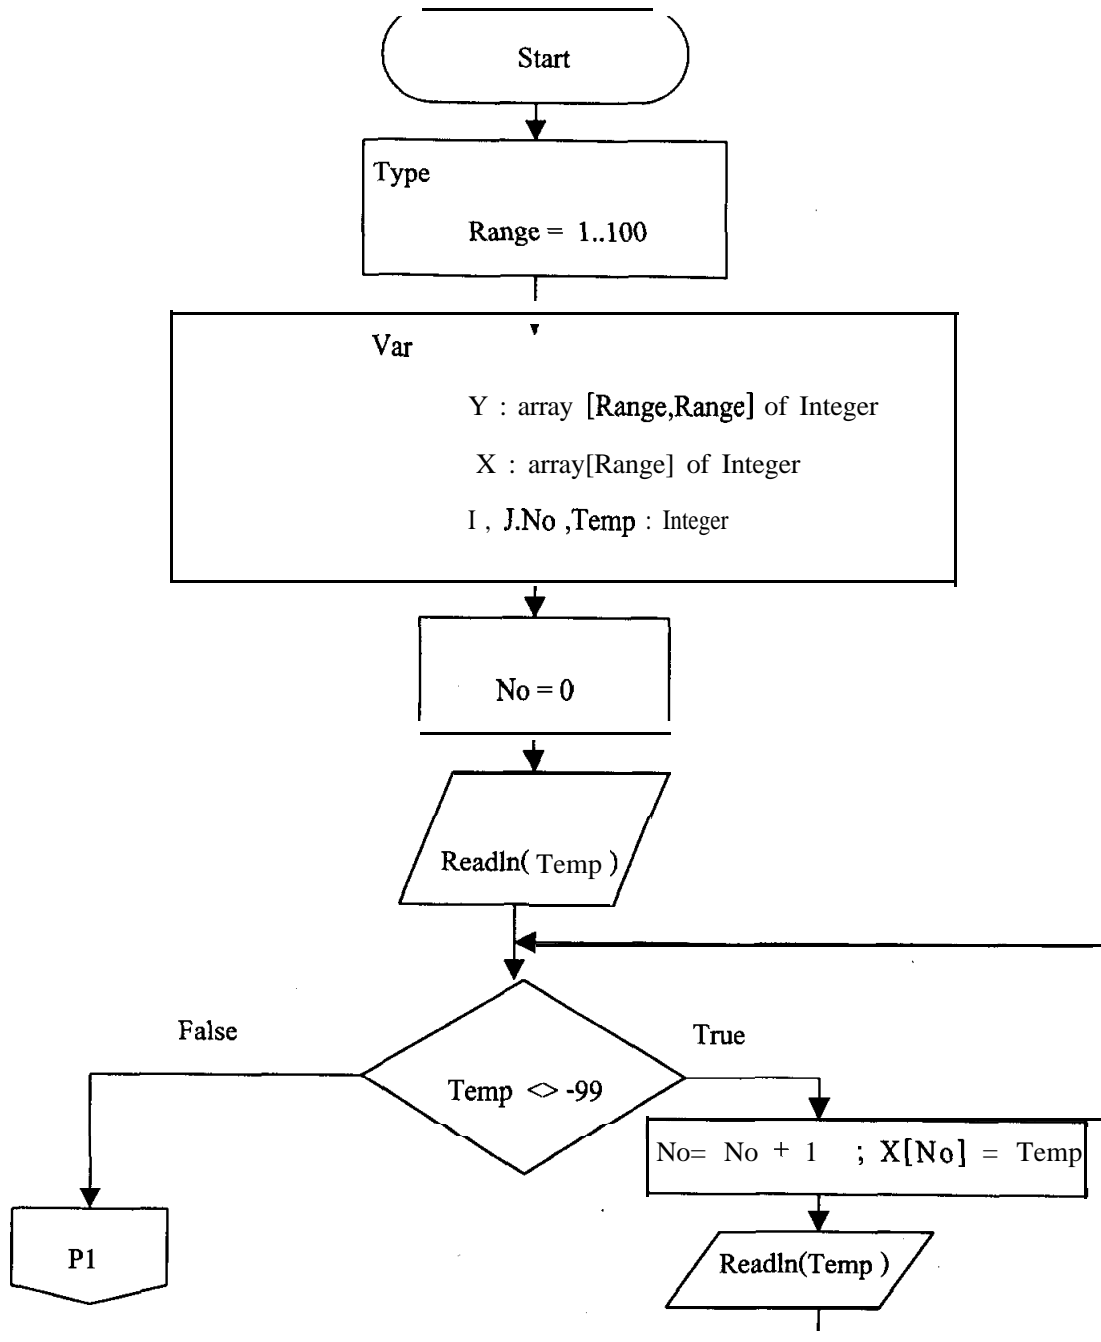 Start
Type
Range = 1..100
Var
Y : array [Range,Range] of Integer
X : array[Range] of Integer
I , J.No ,Temp : Integer
No = 0
Readln( Temp )
False
True
Temp <> -99
No= No + 1 ; X[No] = Temp
P1
Readln(Temp )